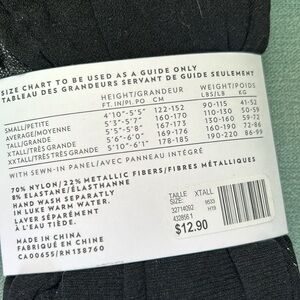 SIZE CHART TO BE USED AS A GUIDE ONLY
TABLEAU DES GRANDEURS SERVANT DE GUIDE SEULEMENT
HEIGHT/GRANDEUR WEIGHT/POIDS
FT. IN/PI. PO CM LBS/LB KG
SMALL/PETITE 4'10"-5'5" 122-152 90-115 41-52
AVERAGE/MOYENNE 5'3"-5'7" 160-170 110-130 50-59
TALL/GRANDE 5'5"-5'8" 167-173 130-160 59-72
XTALL/TRÈS GRANDE 5'6"-6'0" 169-176 160-190 72-86
XXTALL/TRÈS TRÈS GRANDE 5'10"-6'1" 178-185 190-220 86-99
WITH SEWN-IN PANEL/AVEC PANNEAU INTÉGRÉ
70% NYLON/22% METALLIC FIBERS/FIBRES MÉTALLIQUES
8% ELASTANE/ÉLASTHANNE
HAND WASH SEPARATELY
IN LUKE WARM WATER.
LAVER SÉPARÉMENT
À L'EAU TIÈDE.
MADE IN CHINA
FABRIQUÉ EN CHINE
CA00655/RN138760
TAILLE XTALL
SIZE:
32714092
432856 1
$12.90